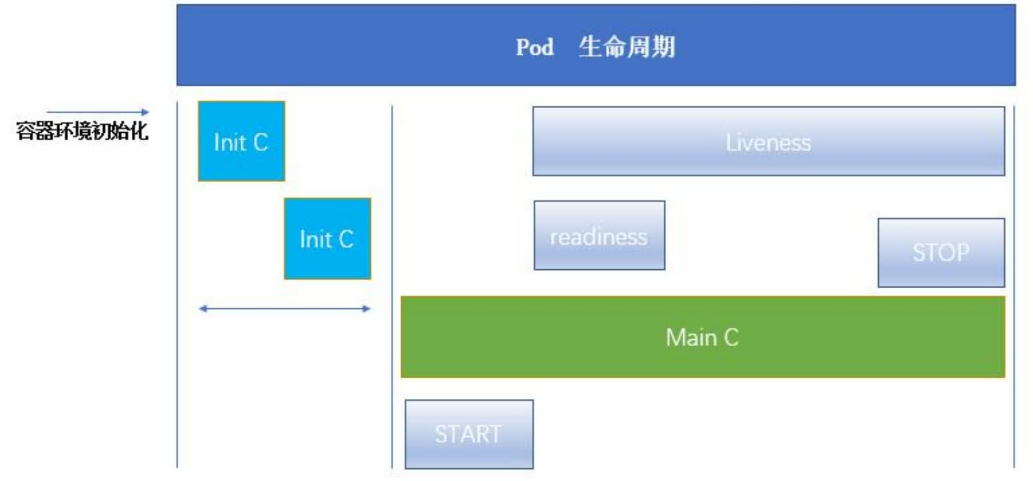 Pod 生命周期
容器环境初始化
Init C
Liveness
Init C
readiness
STOP
Main C
START